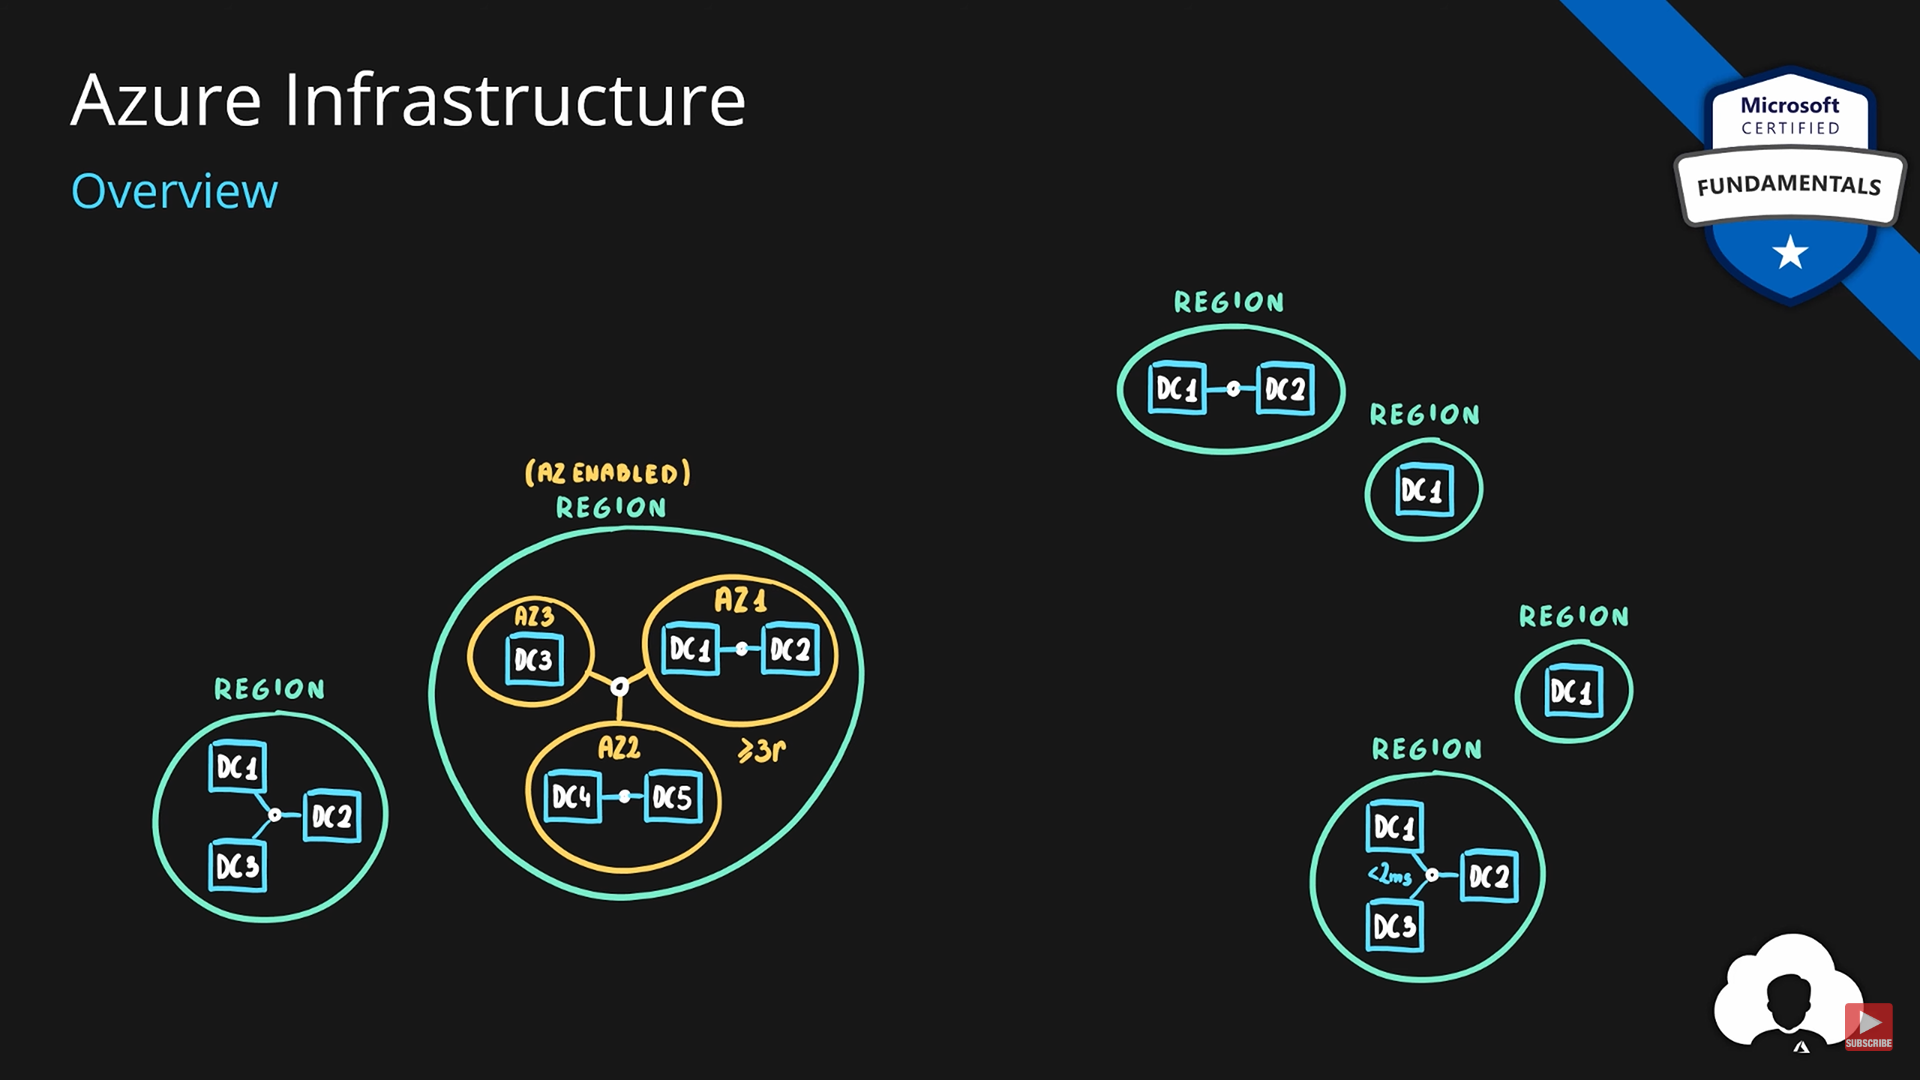 Azure Infrastructure
Overview
Microsoft
CERTIFIED
FUNDAMENTALS
REGION
DC1
DC2
REGION
DC1
(AZ ENABLED)
REGION
AZ3
DC3
AZ1
DC1
DC2
AZ2
DC4
DC5
≥3r
REGION
DC1
DC2
DC3
REGION
DC1
REGION
DC1
<2ms
DC2
DC3
SUBSCRIBE